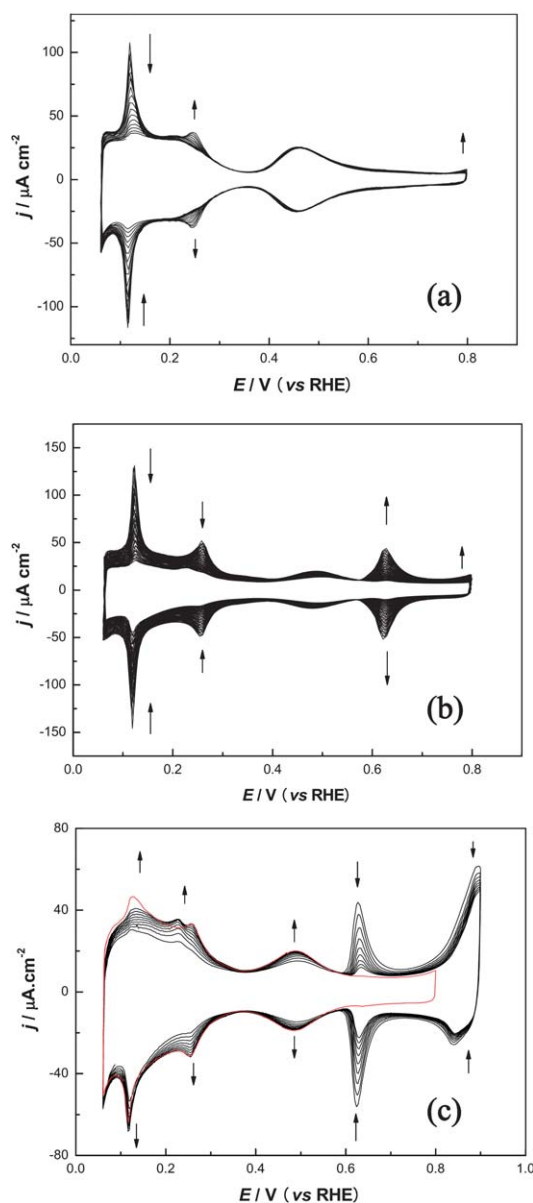 100
50
0
-50
-100
j / μA cm⁻²
0.0 0.2 0.4 0.6 0.8
E / V (vs RHE)
(a)
150
100
50
0
-50
-100
-150
j / μA cm⁻²
0.0 0.2 0.4 0.6 0.8
E / V (vs RHE)
(b)
80
40
0
-40
-80
j / μA.cm⁻²
0.0 0.2 0.4 0.6 0.8 1.0
E / V (vs RHE)
(c)